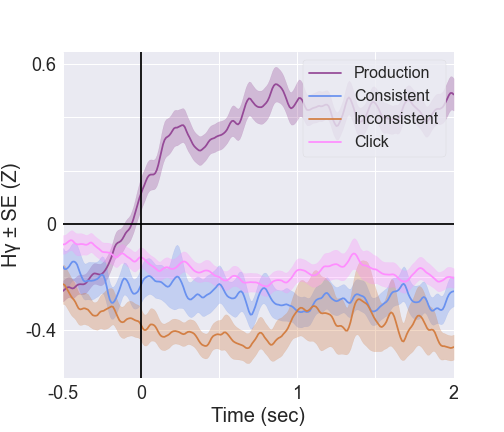 Hγ ± SE (Z)
0.6
0
-0.4
Production
Consistent
Inconsistent
Click
-0.5
0
1
2
Time (sec)